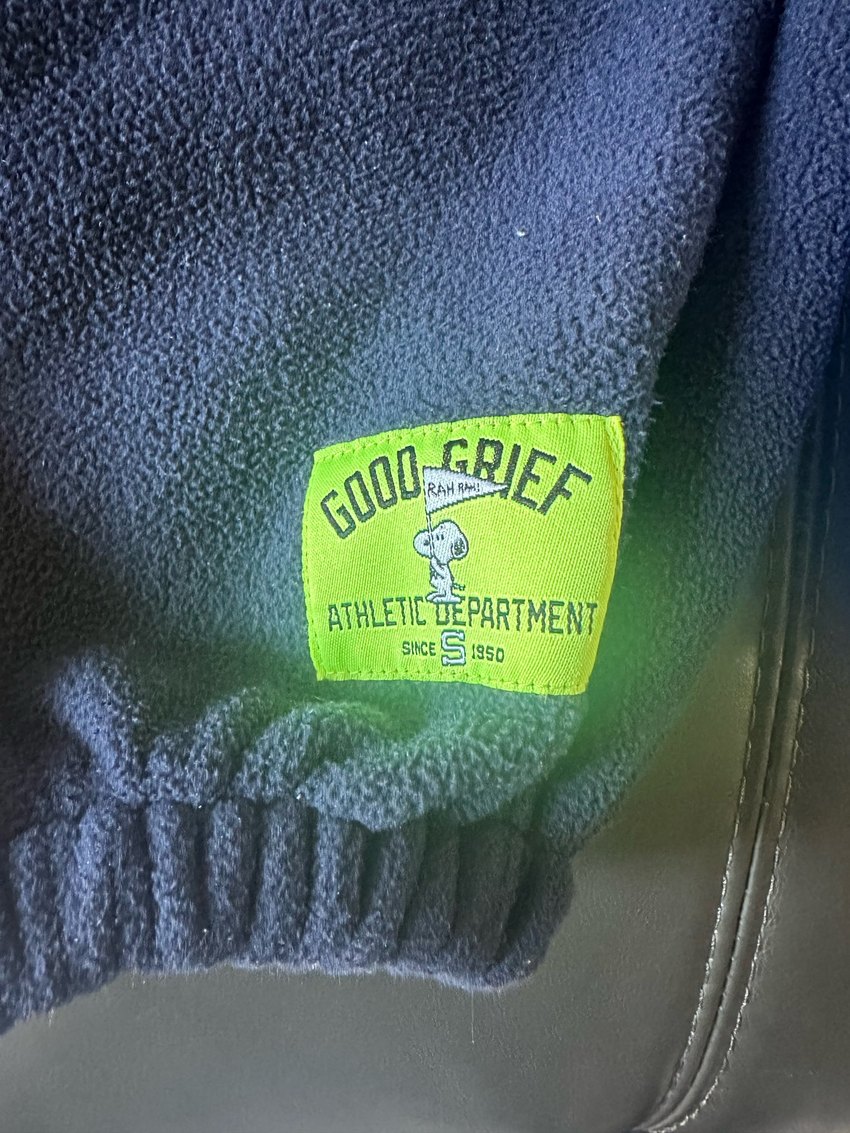 GOOD GRIEF
RAH RAH!
ATHLETIC DEPARTMENT
SINCE S 1950